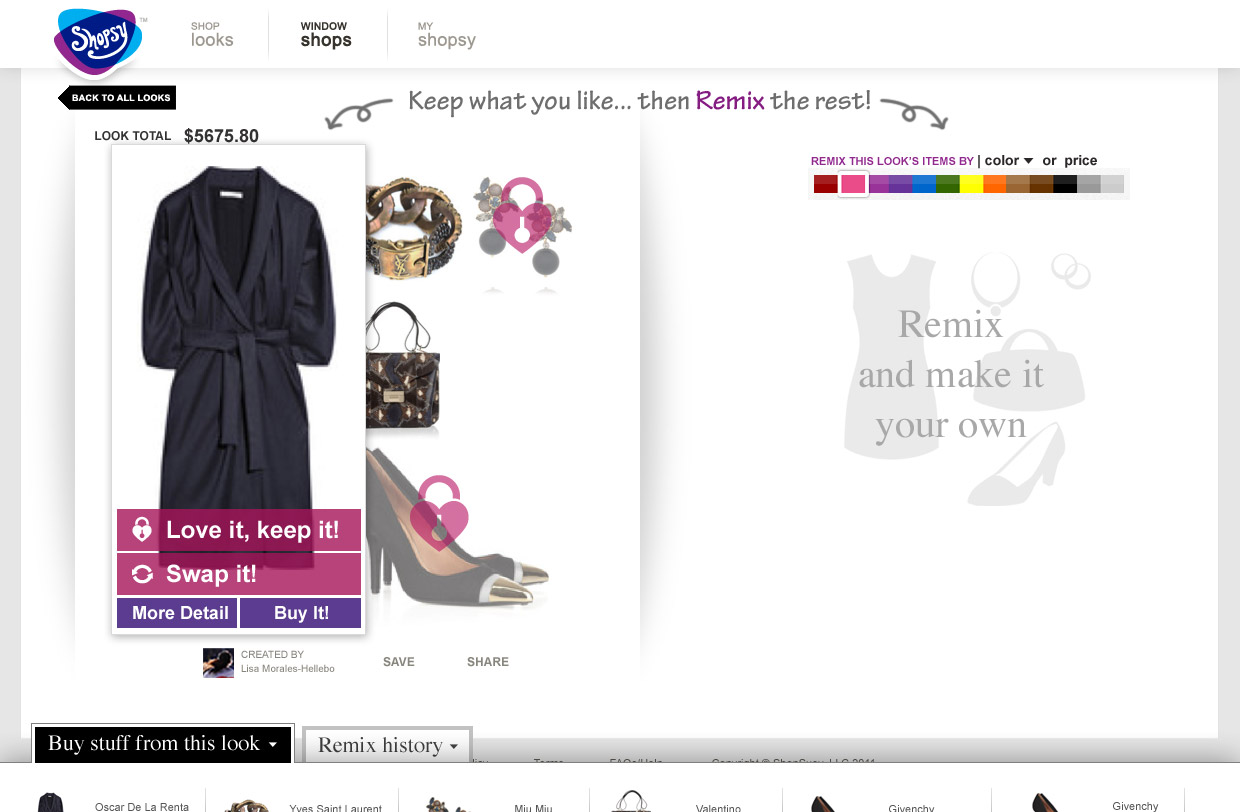 Shopsy
TM
SHOP
looks
WINDOW
shops
MY
shopsy
BACK TO ALL LOOKS
Keep what you like... then Remix the rest!
LOOK TOTAL $5675.80
REMIX THIS LOOK'S ITEMS BY | color or price
Remix
and make it
your own
Love it, keep it!
Swap it!
More Detail
Buy It!
CREATED BY
Lisa Morales-Hellebo
SAVE
SHARE
Buy stuff from this look
Remix history
Terms
FAQs/Help
Copyright © ShopSysy, LLC 2011
Oscar De La Renta
Yves Saint Laurent
Miu Miu
Valentino
Givenchy
Givenchy